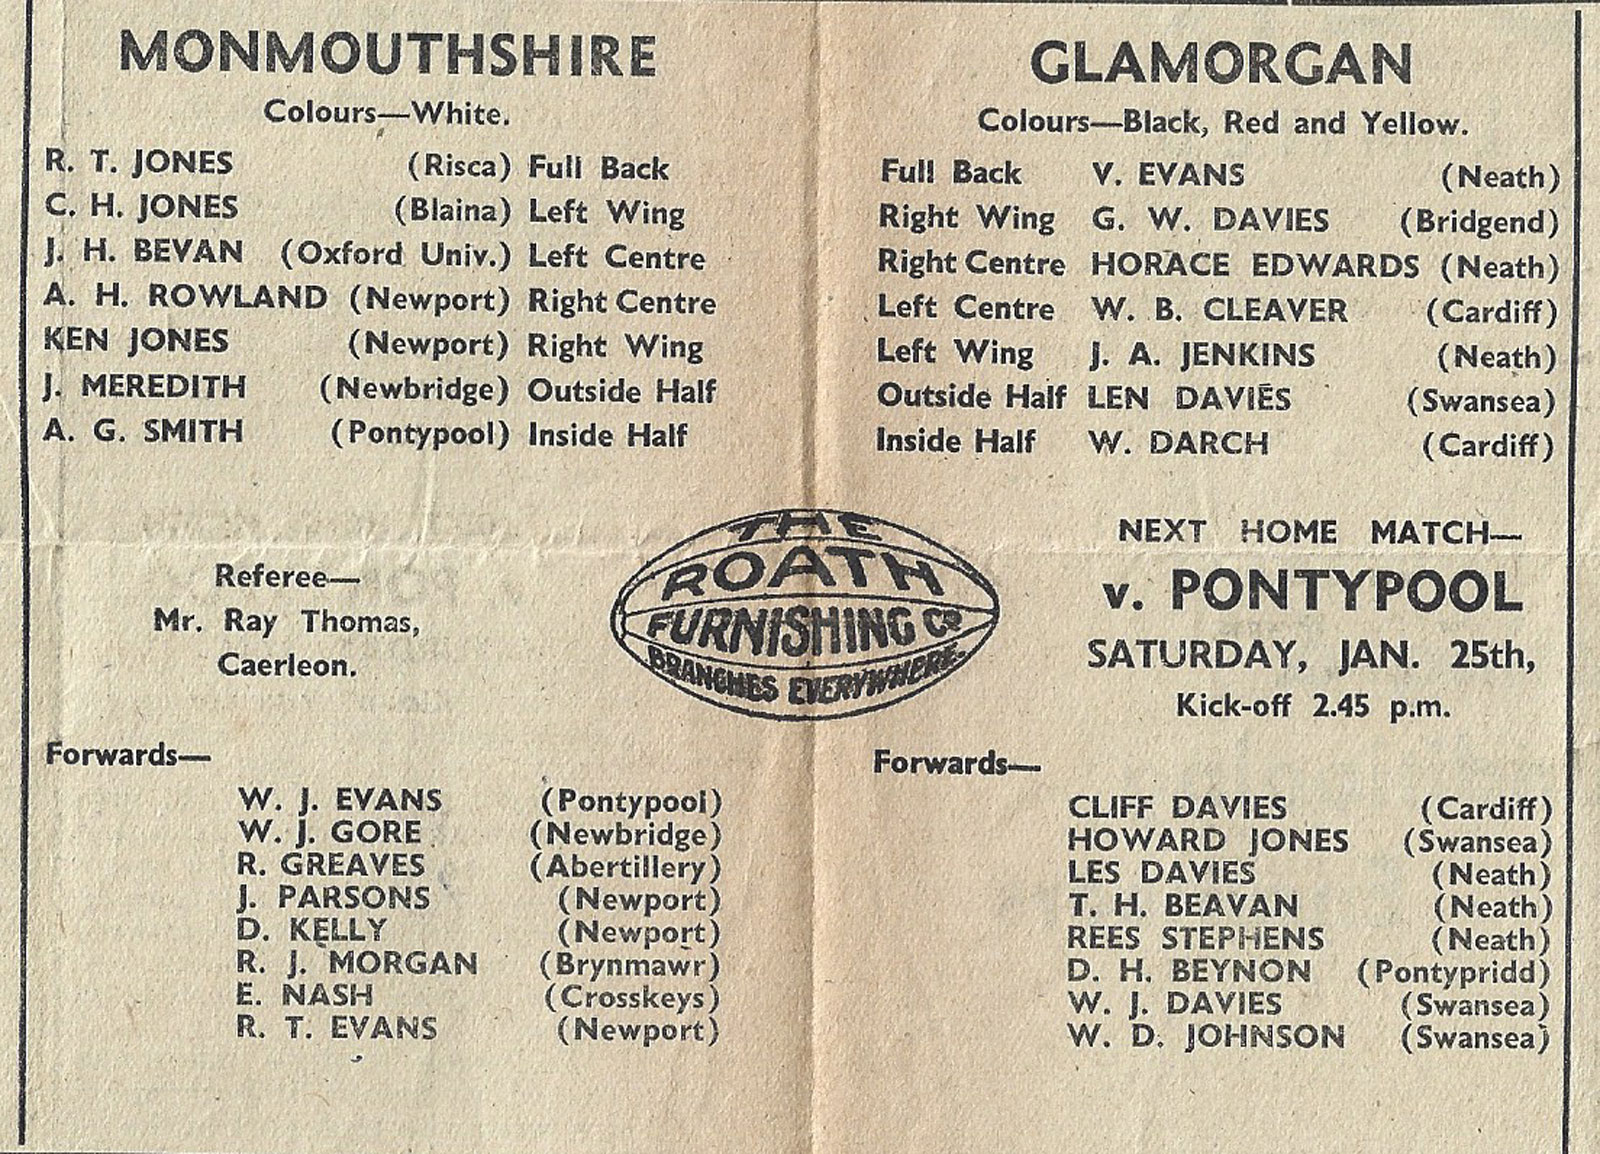 MONMOUTHSHIRE
Colours—White.
R. T. JONES (Risca) Full Back
C. H. JONES (Blaina) Left Wing
J. H. BEVAN (Oxford Univ.) Left Centre
A. H. ROWLAND (Newport) Right Centre
KEN JONES (Newport) Right Wing
J. MEREDITH (Newbridge) Outside Half
A. G. SMITH (Pontypool) Inside Half
Referee—
Mr. Ray Thomas,
Caerleon.
Forwards—
W. J. EVANS (Pontypool)
W. J. GORE (Newbridge)
R. GREAVES (Abertillery)
J. PARSONS (Newport)
D. KELLY (Newport)
R. J. MORGAN (Brynmawr)
E. NASH (Crosskeys)
R. T. EVANS (Newport)
THE
ROATH
FURNISHING Co
BRANCHES EVERYWHERE.
GLAMORGAN
Colours—Black, Red and Yellow.
Full Back V. EVANS (Neath)
Right Wing G. W. DAVIES (Bridgend)
Right Centre HORACE EDWARDS (Neath)
Left Centre W. B. CLEAVER (Cardiff)
Left Wing J. A. JENKINS (Neath)
Outside Half LEN DAVIES (Swansea)
Inside Half W. DARCH (Cardiff)
NEXT HOME MATCH—
v. PONTYPOOL
SATURDAY, JAN. 25th,
Kick-off 2.45 p.m.
Forwards—
CLIFF DAVIES (Cardiff)
HOWARD JONES (Swansea)
LES DAVIES (Neath)
T. H. BEAVAN (Neath)
REES STEPHENS (Neath)
D. H. BEYNON (Pontypridd)
W. J. DAVIES (Swansea)
W. D. JOHNSON (Swansea)